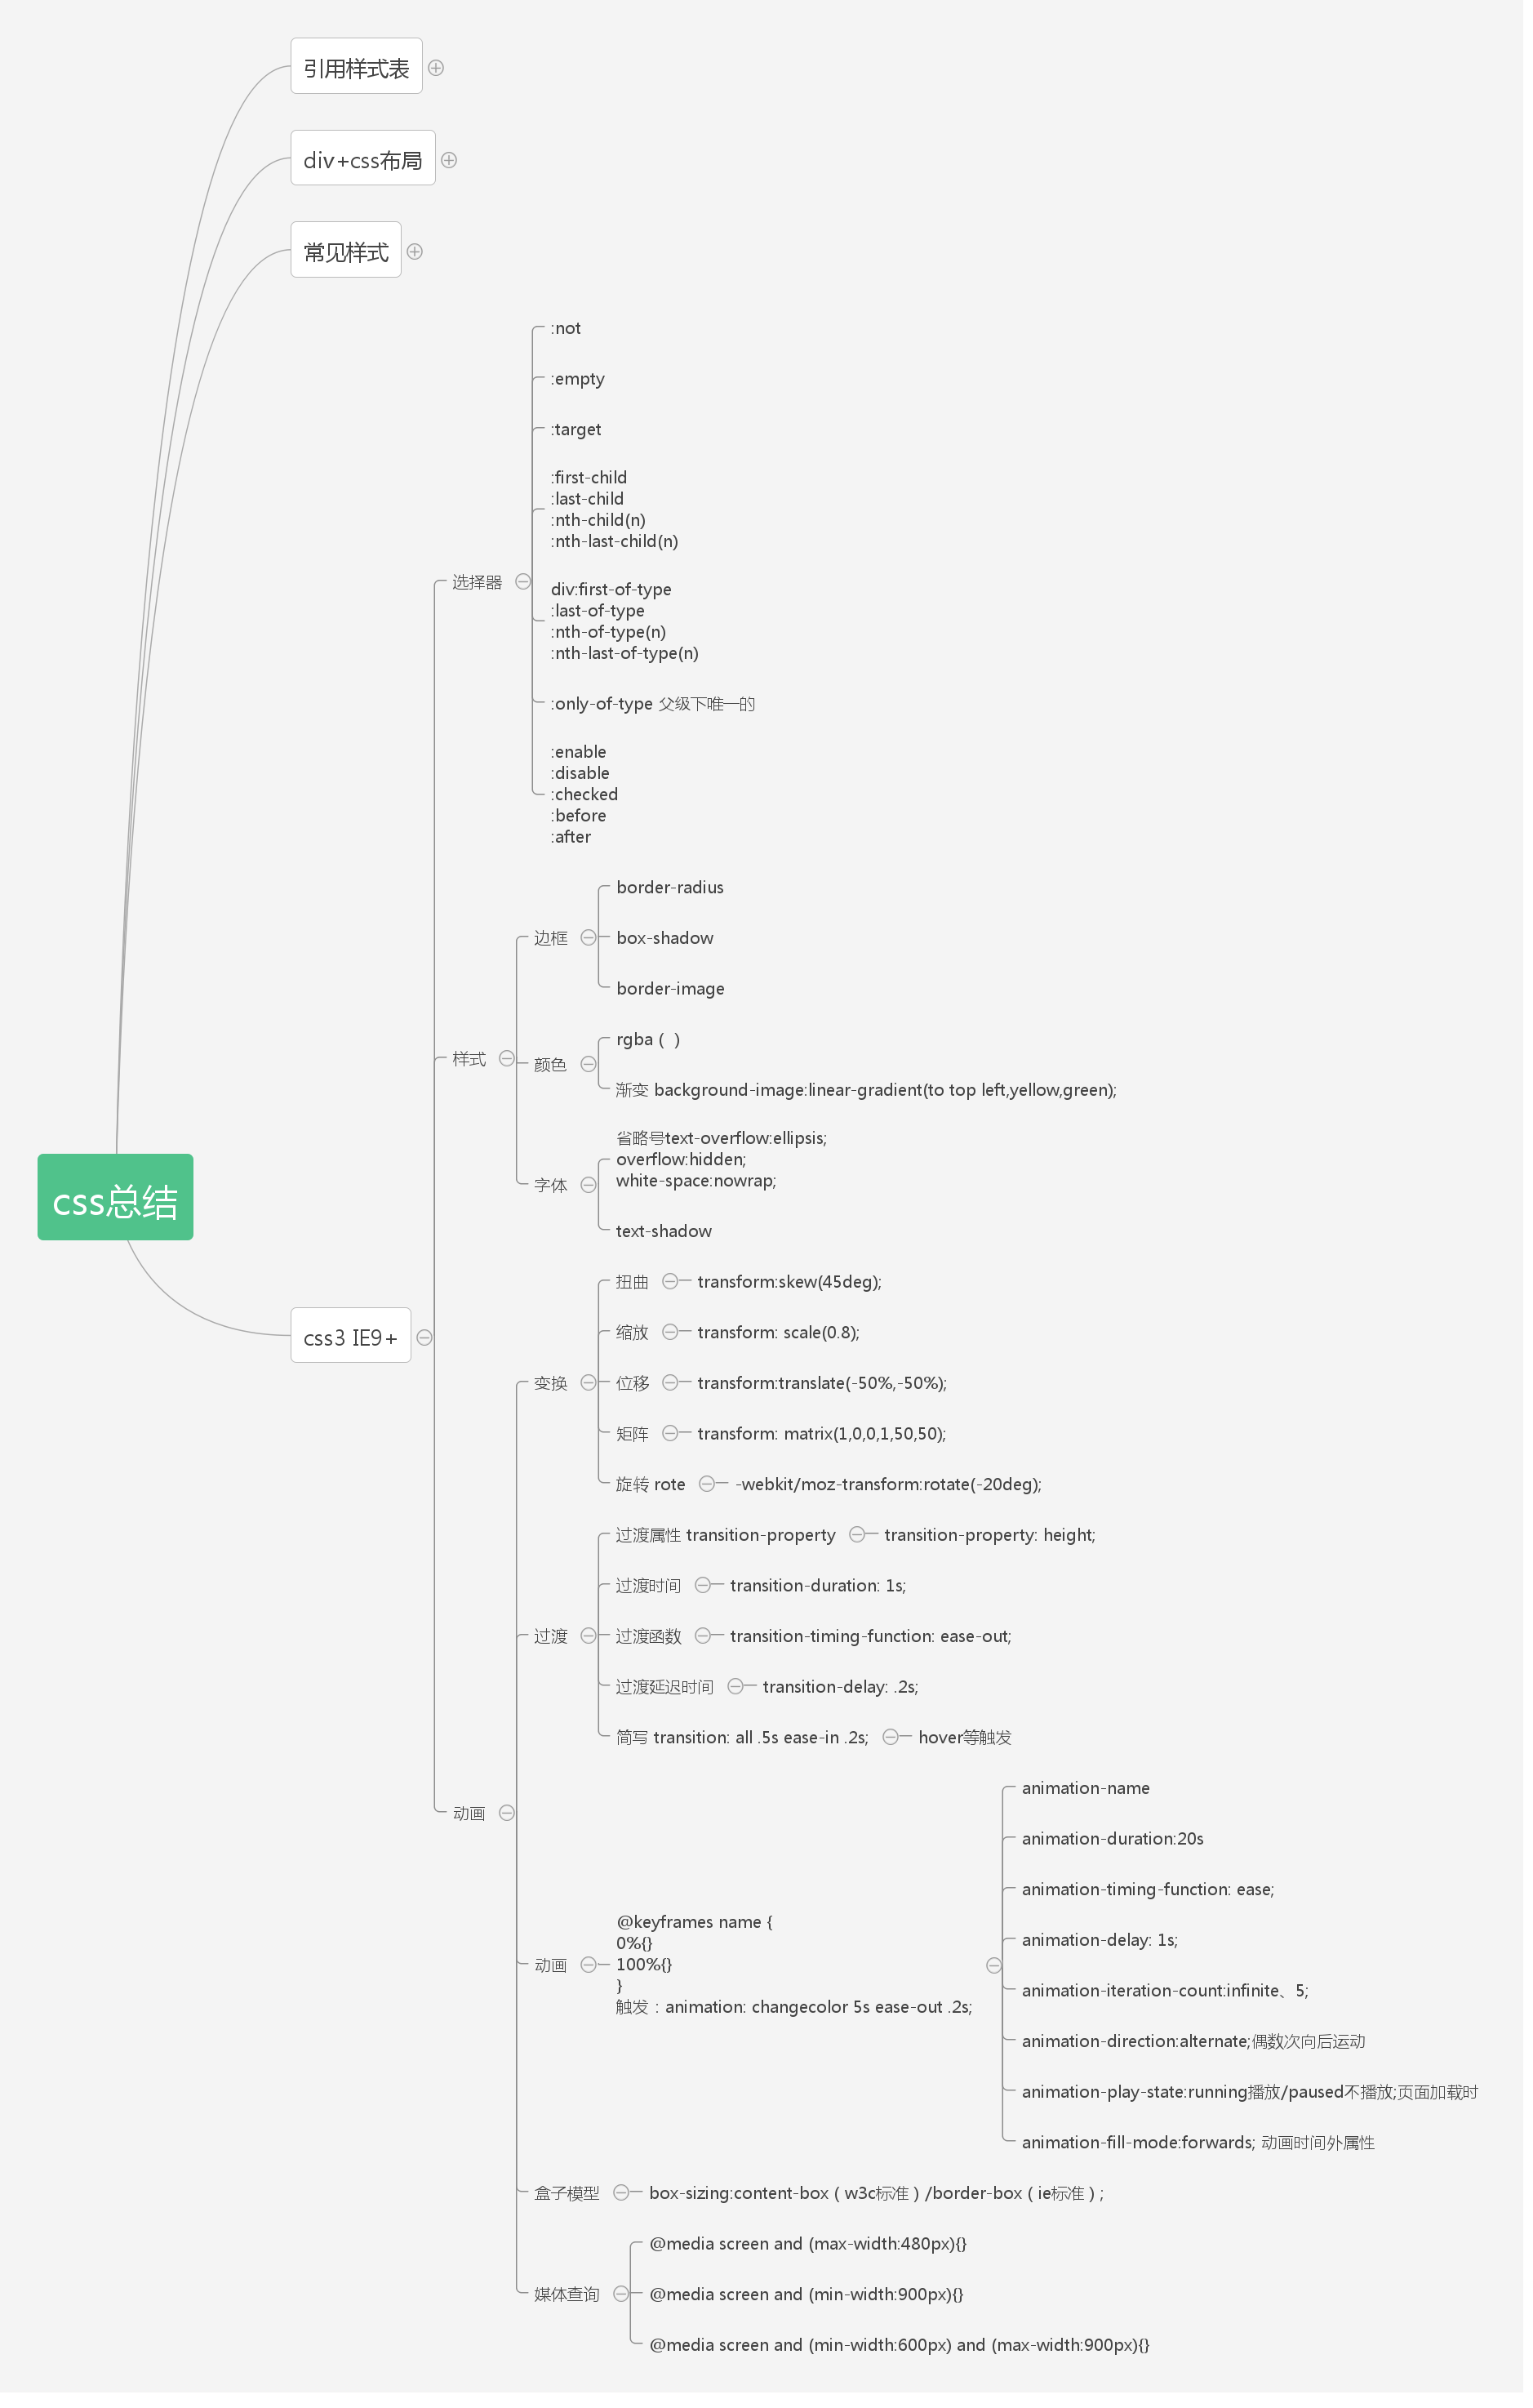 引用样式表
div+css布局
常见样式
css总结
css3 IE9+
选择器
:not
:empty
:target
:first-child
:last-child
:nth-child(n)
:nth-last-child(n)
div:first-of-type
:last-of-type
:nth-of-type(n)
:nth-last-of-type(n)
:only-of-type 父级下唯一的
:enable
:disable
:checked
:before
:after
样式
边框
border-radius
box-shadow
border-image
颜色
rgba (  )
渐变 background-image:linear-gradient(to top left,yellow,green);
字体
省略号text-overflow:ellipsis;
overflow:hidden;
white-space:nowrap;
text-shadow
动画
变换
扭曲
transform:skew(45deg);
缩放
transform: scale(0.8);
位移
transform:translate(-50%,-50%);
矩阵
transform: matrix(1,0,0,1,50,50);
旋转 rote
-webkit/moz-transform:rotate(-20deg);
过渡
过渡属性 transition-property
transition-property: height;
过渡时间
transition-duration: 1s;
过渡函数
transition-timing-function: ease-out;
过渡延迟时间
transition-delay: .2s;
简写 transition: all .5s ease-in .2s;
hover等触发
动画
@keyframes name {
0%{}
100%{}
}
触发：animation: changecolor 5s ease-out .2s;
animation-name
animation-duration:20s
animation-timing-function: ease;
animation-delay: 1s;
animation-iteration-count:infinite、5;
animation-direction:alternate;偶数次向后运动
animation-play-state:running播放/paused不播放;页面加载时
animation-fill-mode:forwards; 动画时间外属性
盒子模型
box-sizing:content-box（w3c标准）/border-box（ie标准）;
媒体查询
@media screen and (max-width:480px){}
@media screen and (min-width:900px){}
@media screen and (min-width:600px) and (max-width:900px){}